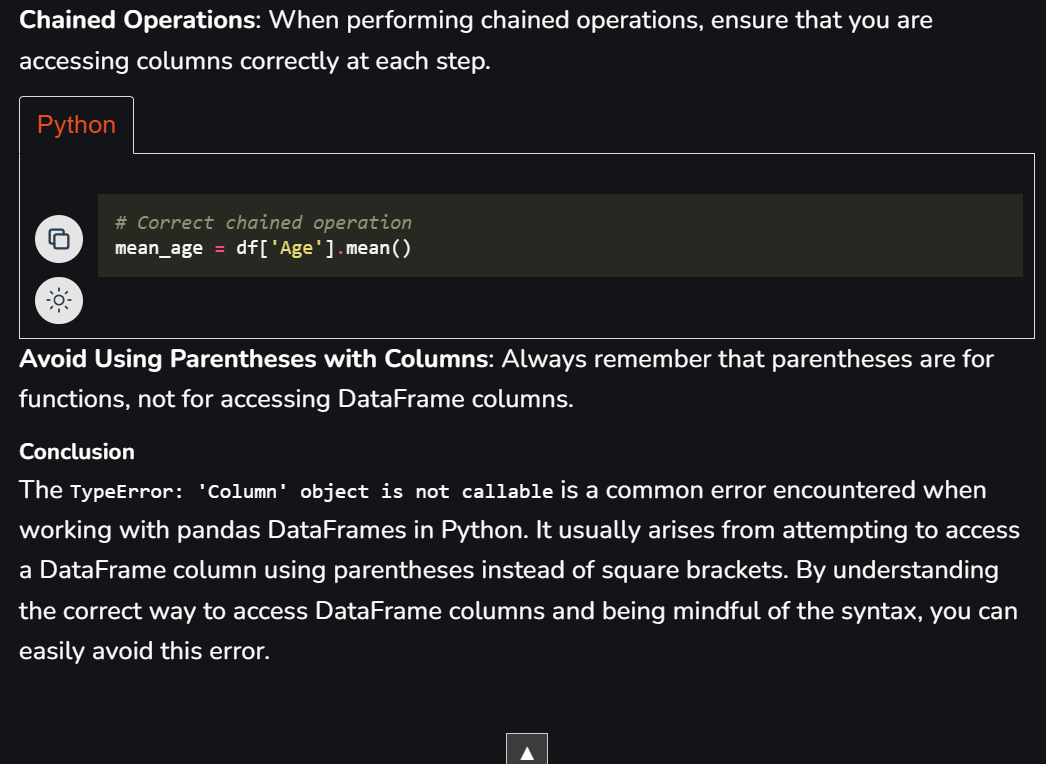 Chained Operations: When performing chained operations, ensure that you are
accessing columns correctly at each step.
Python
# Correct chained operation
mean_age = df['Age'].mean()
Avoid Using Parentheses with Columns: Always remember that parentheses are for
functions, not for accessing DataFrame columns.
Conclusion
The TypeError: 'Column' object is not callable is a common error encountered when
working with pandas DataFrames in Python. It usually arises from attempting to access
a DataFrame column using parentheses instead of square brackets. By understanding
the correct way to access DataFrame columns and being mindful of the syntax, you can
easily avoid this error.